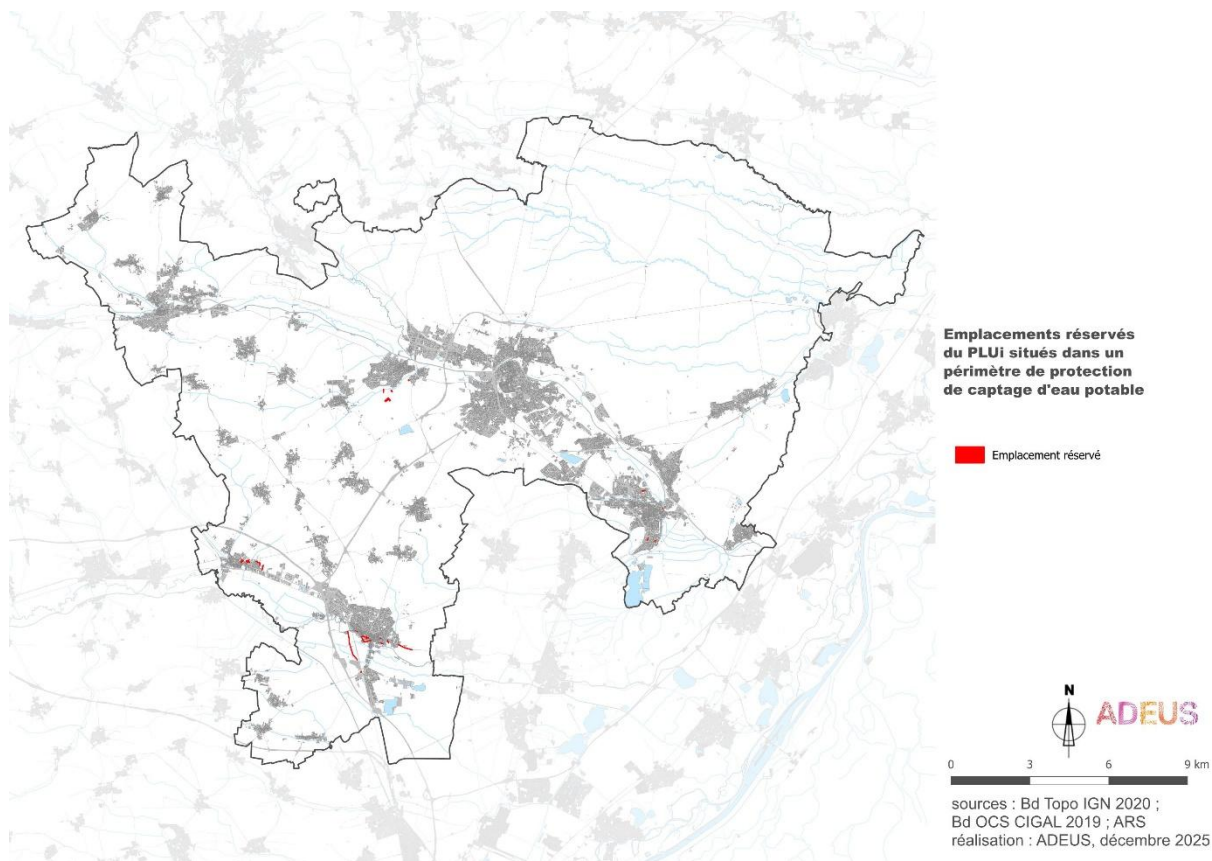 Emplacements réservés
du PLUi situés dans un
périmètre de protection
de captage d'eau potable
Emplacement réservé
N
ADEUS
0 3 6 9 km
sources : Bd Topo IGN 2020 ;
Bd OCS CIGAL 2019 ; ARS
réalisation : ADEUS, décembre 2025